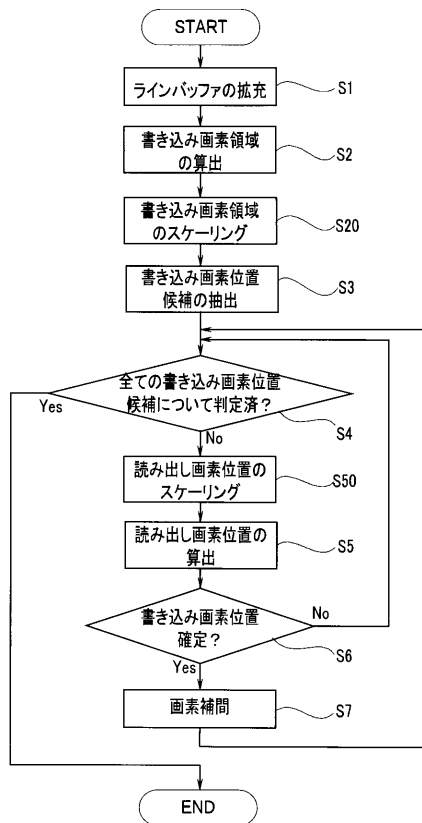 START
ラインバッファの拡充
S1
書き込み画素領域
の算出
S2
書き込み画素領域
のスケーリング
S20
書き込み画素位置
候補の抽出
S3
全ての書き込み画素位置
候補について判定済?
Yes
S4
No
読み出し画素位置の
スケーリング
S50
読み出し画素位置の
算出
S5
書き込み画素位置
確定?
No
S6
Yes
画素補間
S7
END